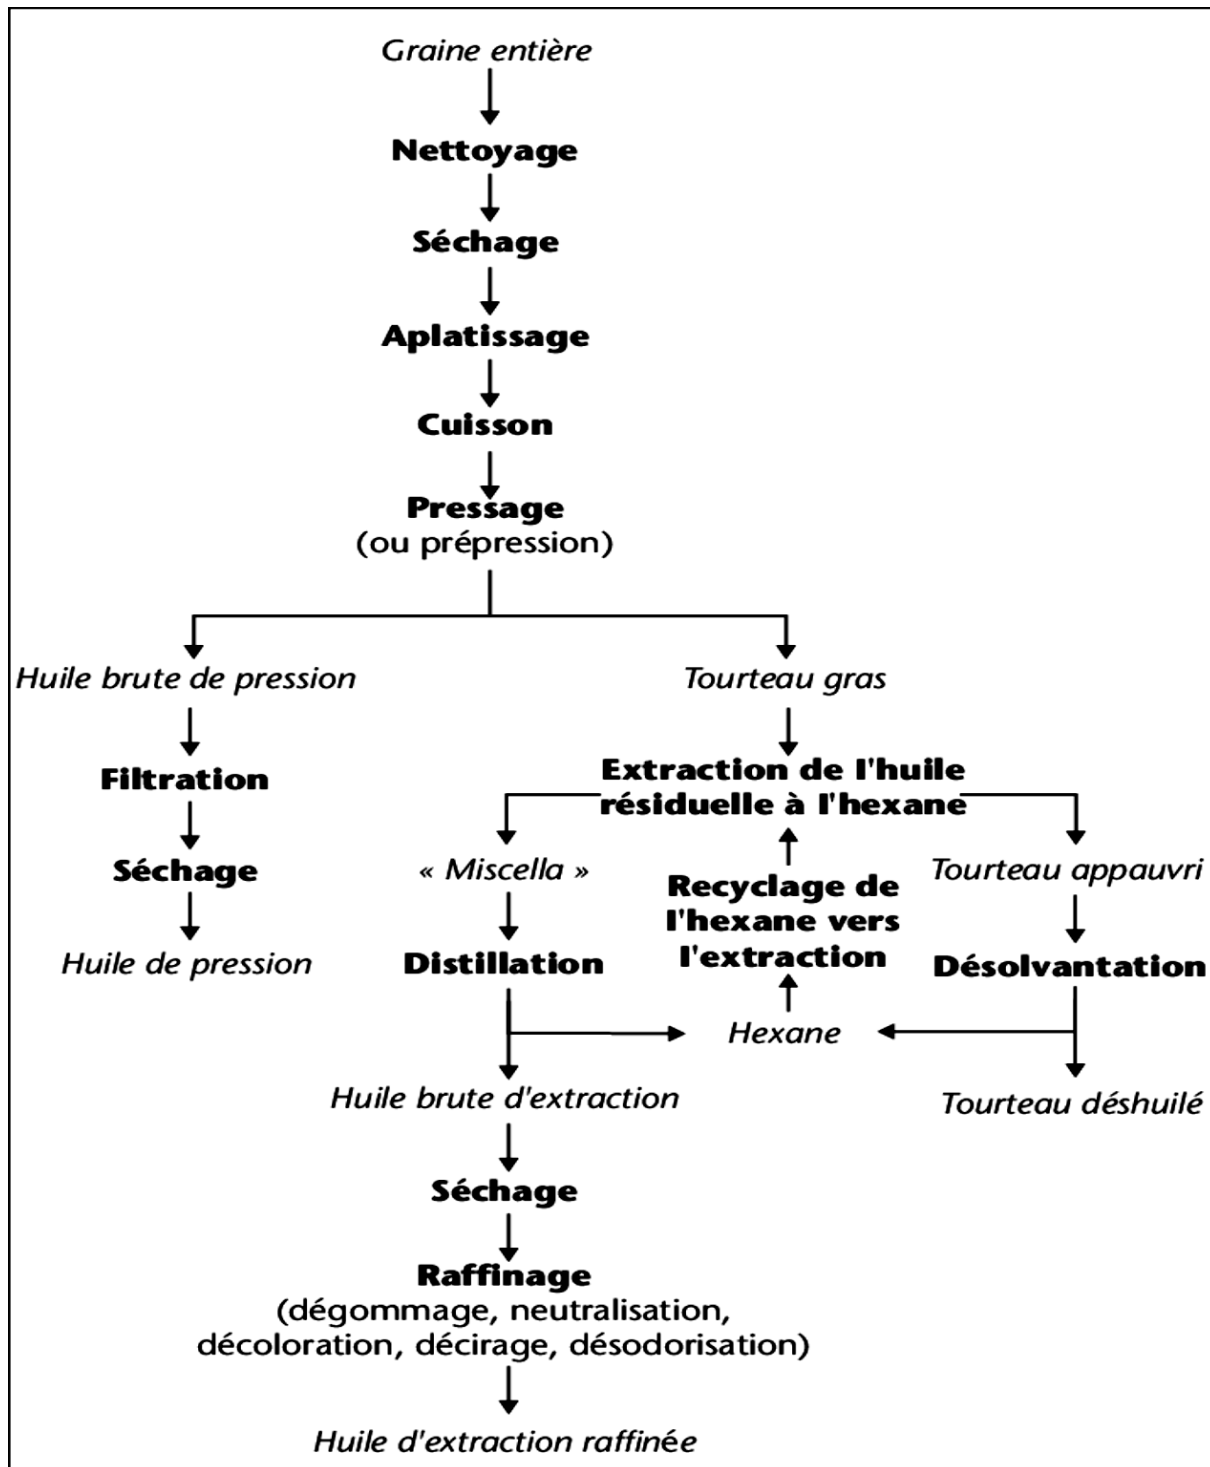 Graine entière
Nettoyage
Séchage
Aplatissage
Cuisson
Pressage
(ou prépression)
Huile brute de pression
Filtration
Séchage
Huile de pression
Tourteau gras
Extraction de l'huile
résiduelle à l'hexane
« Miscella »
Distillation
Recyclage de
l'hexane vers
l'extraction
Hexane
Tourteau appauvri
Désolvantation
Tourteau déshuilé
Huile brute d'extraction
Séchage
Raffinage
(dégommage, neutralisation,
décoloration, décirage, désodorisation)
Huile d'extraction raffinée